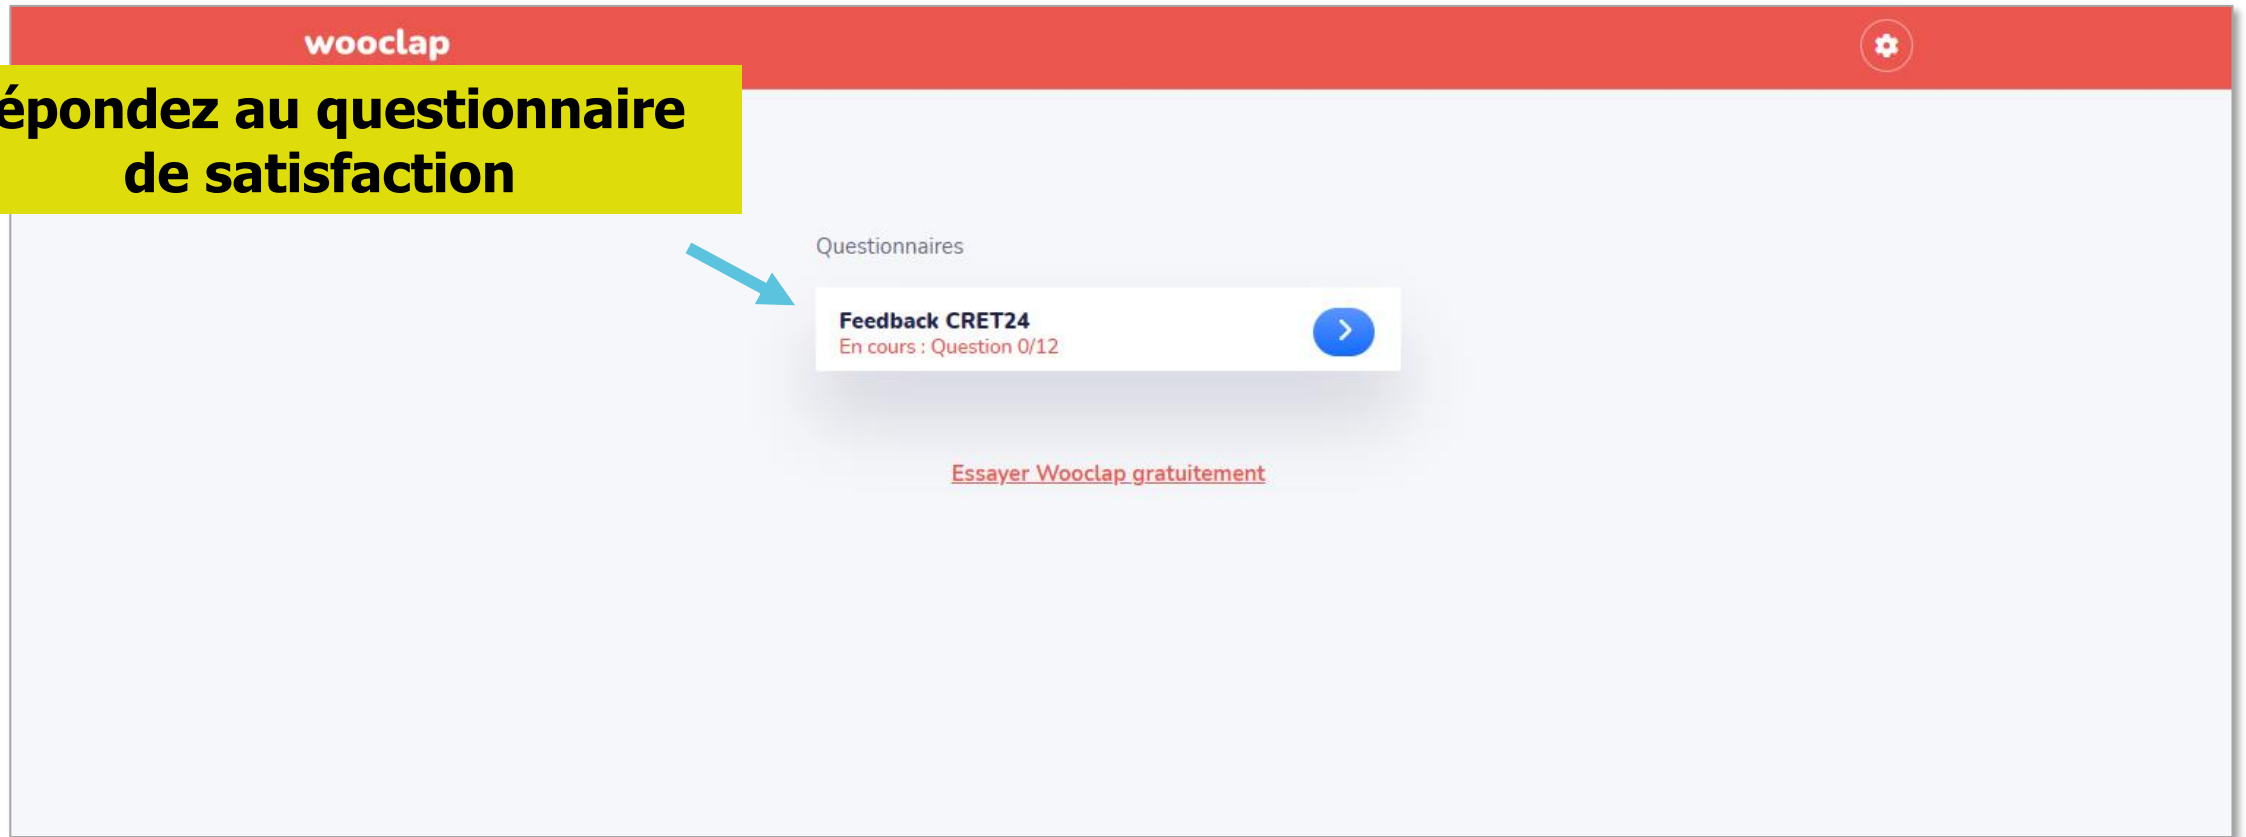 wooclap
épondez au questionnaire
de satisfaction
Questionnaires
Feedback CRET24
En cours : Question 0/12
Essayer Wooclap gratuitement